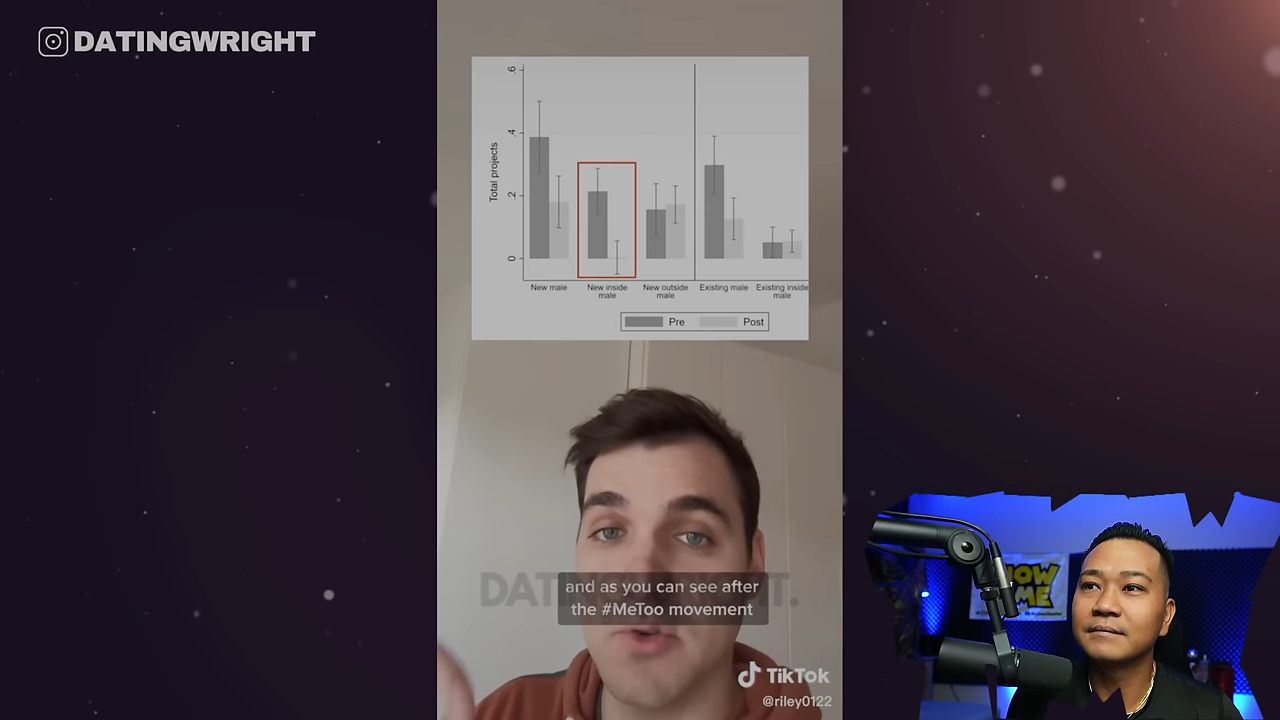 DATINGWRIGHT
.6
.4
.2
0
Total projects
New male
New inside
male
New outside
male
Existing male
Existing inside
male
Pre
Post
and as you can see after
the #MeToo movement
TikTok
@riley0122